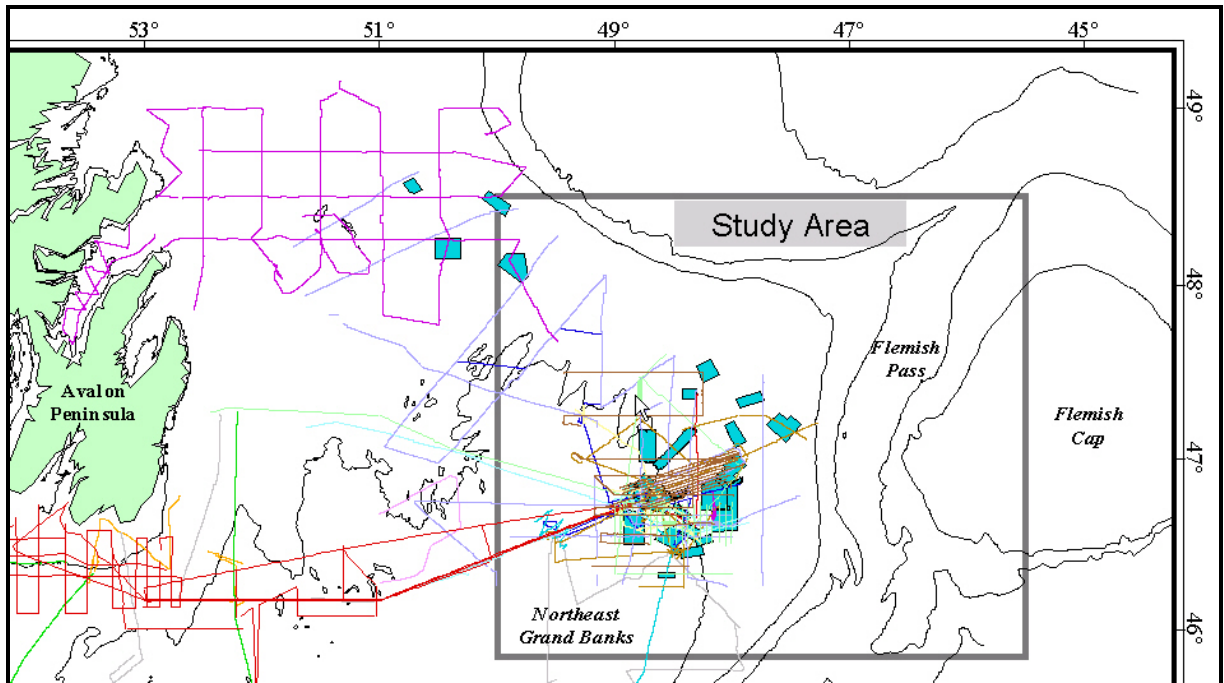 53°
51°
49°
47°
45°
49°
Study Area
48°
Flemish
Pass
Avalon
Peninsula
Flemish
Cap
47°
Northeast
Grand Banks
46°